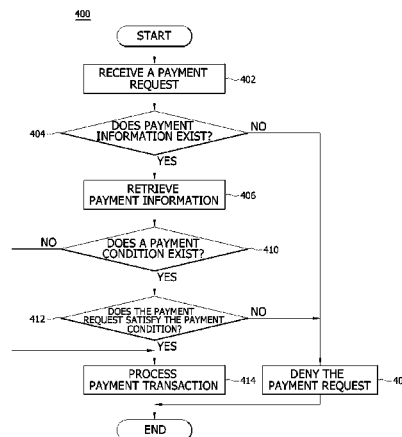 400
START
RECEIVE A PAYMENT
REQUEST
402
DOES PAYMENT
INFORMATION EXIST?
404
NO
YES
RETRIEVE
PAYMENT INFORMATION
406
NO
DOES A PAYMENT
CONDITION EXIST?
410
YES
DOES THE PAYMENT
REQUEST SATISFY THE PAYMENT
CONDITION?
412
NO
YES
PROCESS
PAYMENT TRANSACTION
414
DENY THE
PAYMENT REQUEST
END